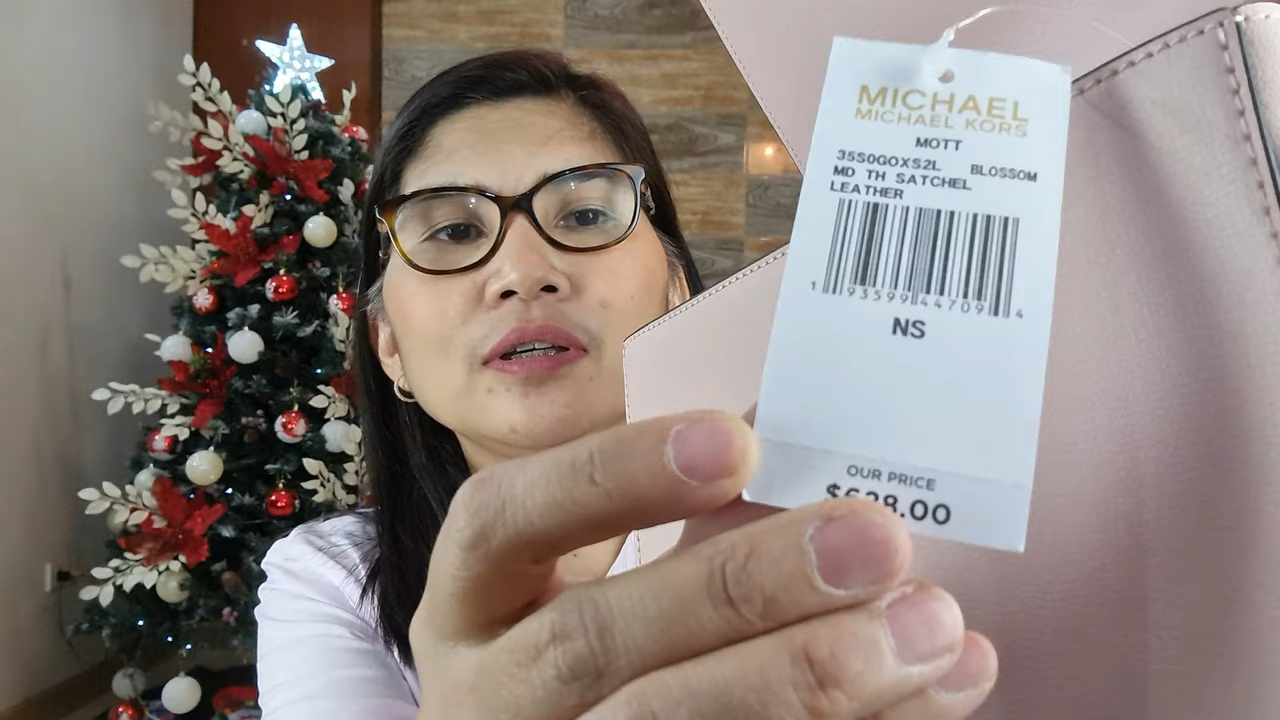 MICHAEL
MICHAEL KORS
MOTT
35S0GOXS2L BLOSSOM
MD TH SATCHEL
LEATHER
1 93599 44709 4
NS
OUR PRICE